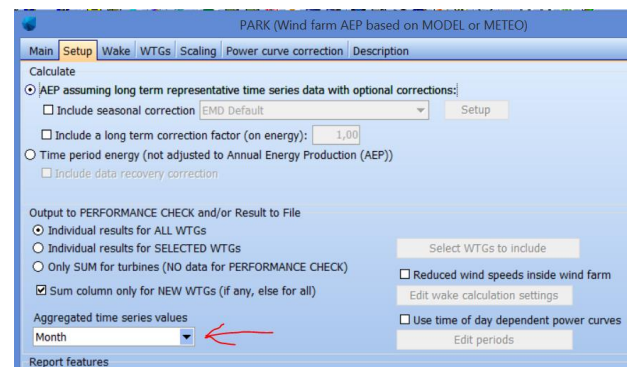 PARK (Wind farm AEP based on MODEL or METEO)
Main Setup Wake WTGs Scaling Power curve correction Description
Calculate
AEP assuming long term representative time series data with optional corrections:
Include seasonal correction EMD Default Setup
Include a long term correction factor (on energy): 1,00
Time period energy (not adjusted to Annual Energy Production (AEP))
Include data recovery correction
Output to PERFORMANCE CHECK and/or Result to File
Individual results for ALL WTGs
Individual results for SELECTED WTGs Select WTGs to include
Only SUM for turbines (NO data for PERFORMANCE CHECK)
Reduced wind speeds inside wind farm
Sum column only for NEW WTGs (if any, else for all)
Edit wake calculation settings
Aggregated time series values
Use time of day dependent power curves
Month
Edit periods
Report features